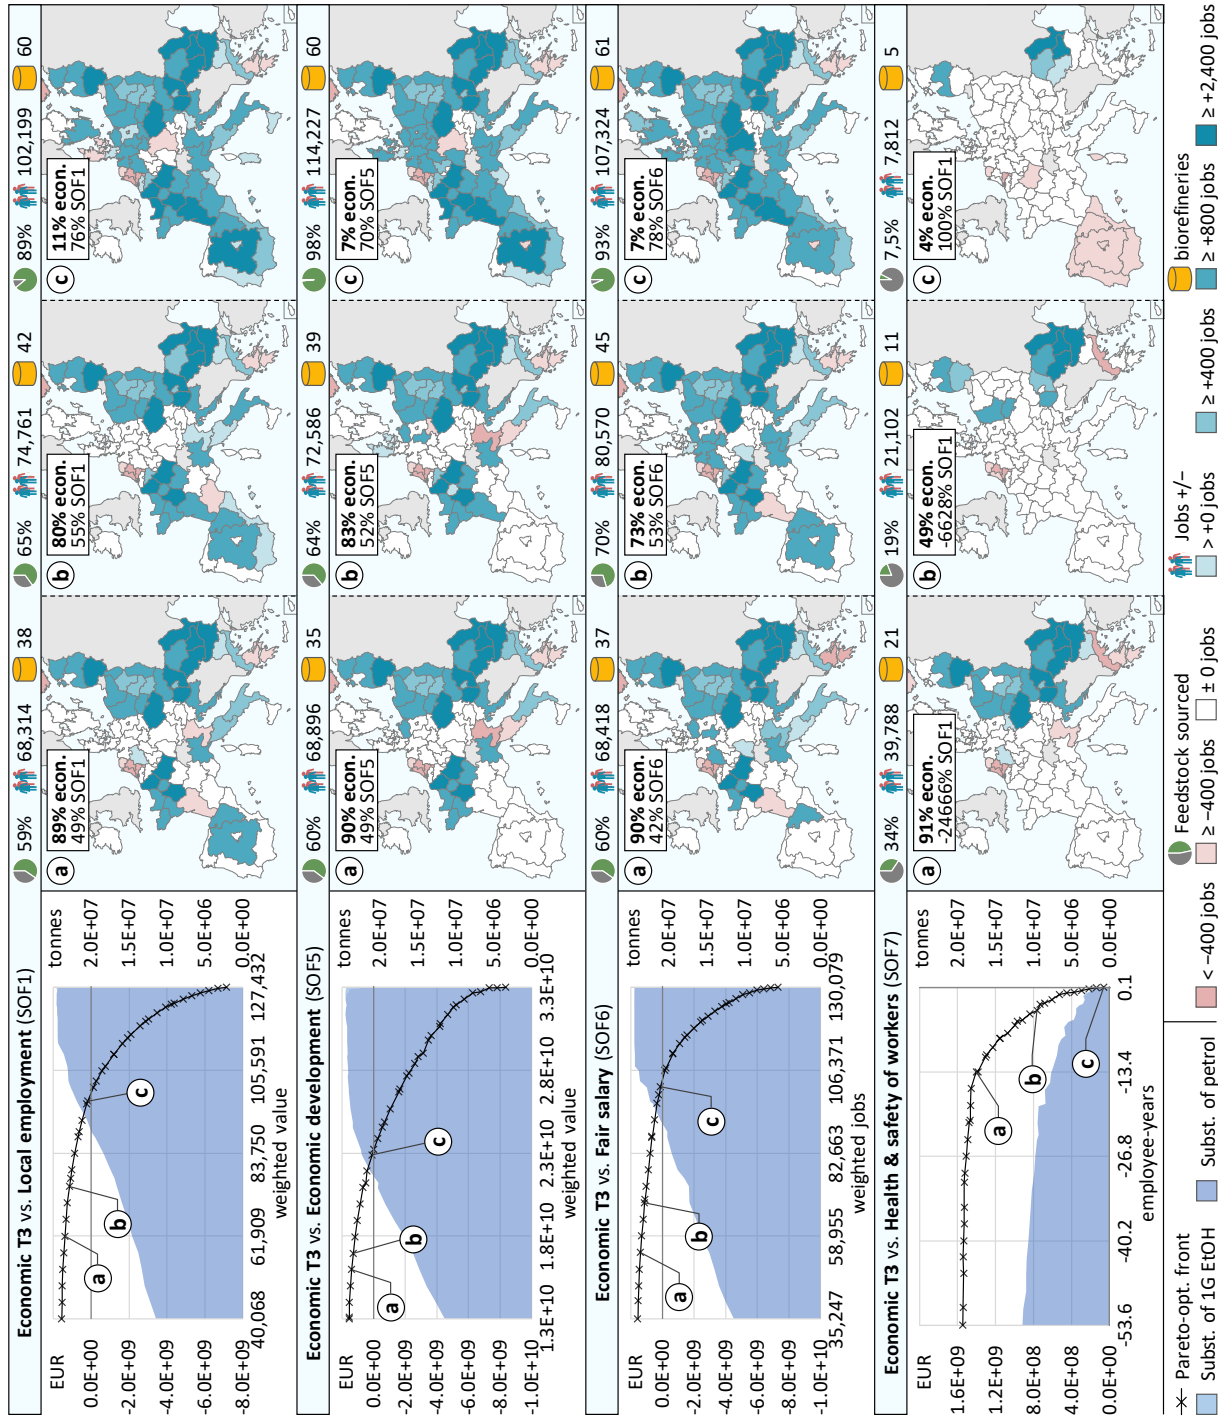 Economic T3 vs. Local employment (SOF1)
59% 68,314 38
65% 74,761 42
89% 102,199 60
EUR
tonnes
0.0E+00
-2.0E+09
-4.0E+09
-6.0E+09
-8.0E+09
2.0E+07
1.5E+07
1.0E+07
5.0E+06
0.0E+00
40,068 61,909 83,750 105,591 127,432
weighted value
a
b
c
a
89% econ.
49% SOF1
b
80% econ.
55% SOF1
c
11% econ.
76% SOF1
Economic T3 vs. Economic development (SOF5)
60% 68,896 35
64% 72,586 39
98% 114,227 60
EUR
tonnes
0.0E+00
-2.0E+09
-4.0E+09
-6.0E+09
-8.0E+09
-1.0E+10
2.0E+07
1.5E+07
1.0E+07
5.0E+06
0.0E+00
1.3E+10 1.8E+10 2.3E+10 2.8E+10 3.3E+10
weighted value
a
b
c
a
90% econ.
49% SOF5
b
83% econ.
52% SOF5
c
7% econ.
70% SOF5
Economic T3 vs. Fair salary (SOF6)
60% 68,418 37
70% 80,570 45
93% 107,324 61
EUR
tonnes
0.0E+00
-2.0E+09
-4.0E+09
-6.0E+09
-8.0E+09
2.0E+07
1.5E+07
1.0E+07
5.0E+06
0.0E+00
35,247 58,955 82,663 106,371 130,079
weighted jobs
a
b
c
a
90% econ.
42% SOF6
b
73% econ.
53% SOF6
c
7% econ.
78% SOF6
Economic T3 vs. Health & safety of workers (SOF7)
34% 39,788 21
19% 21,102 11
7,5% 7,812 5
EUR
tonnes
1.6E+09
1.2E+09
8.0E+08
4.0E+08
0.0E+00
2.0E+07
1.5E+07
1.0E+07
5.0E+06
0.0E+00
-53.6 -40.2 -26.8 -13.4 0.1
employee-years
a
b
c
a
91% econ.
-24666% SOF1
b
49% econ.
-6628% SOF1
c
4% econ.
100% SOF1
Pareto-opt. front
Feedstock sourced
Jobs +/–
biorefineries
Subst. of 1G EtOH
Subst. of petrol
< −400 jobs
≥ −400 jobs
± 0 jobs
> +0 jobs
≥ +400 jobs
≥ +800 jobs
≥ +2,400 jobs